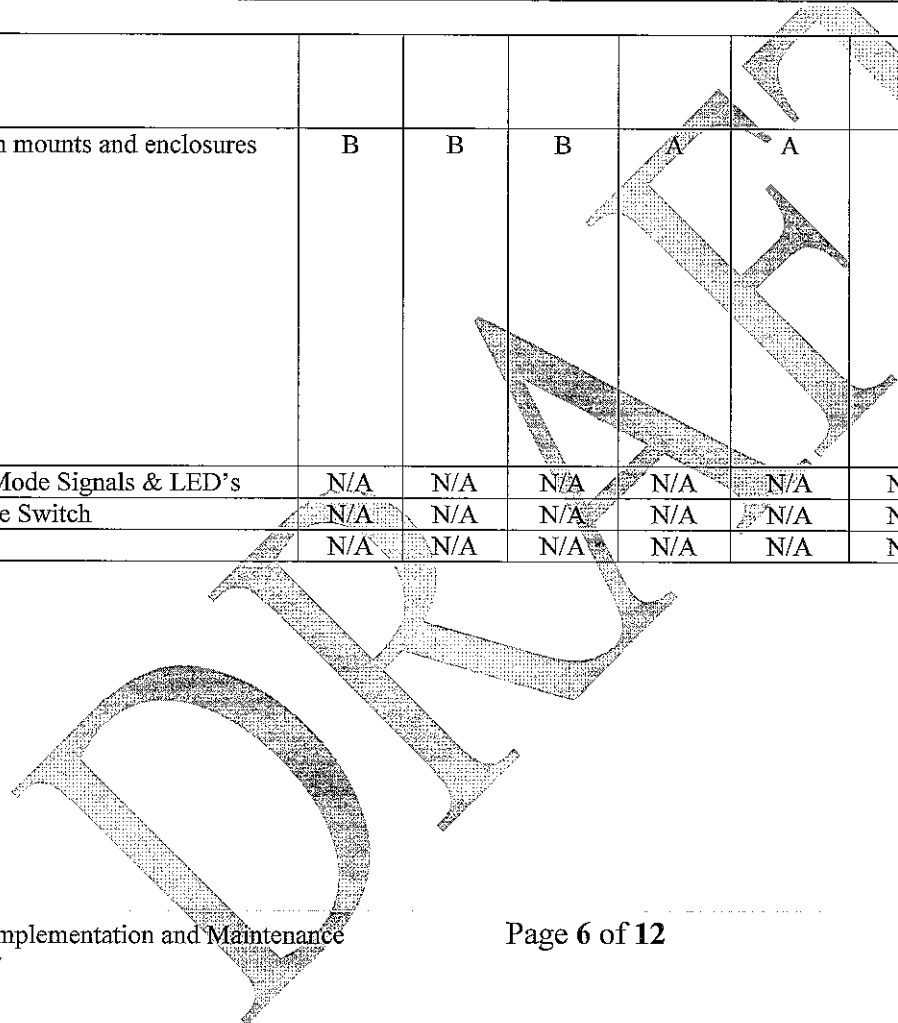 n mounts and enclosures B B B A A
Mode Signals & LED's N/A N/A N/A N/A N/A N
e Switch N/A N/A N/A N/A N/A N
N/A N/A N/A N/A N/A N
DRAFT
mplementation and Maintenance Page 6 of 12